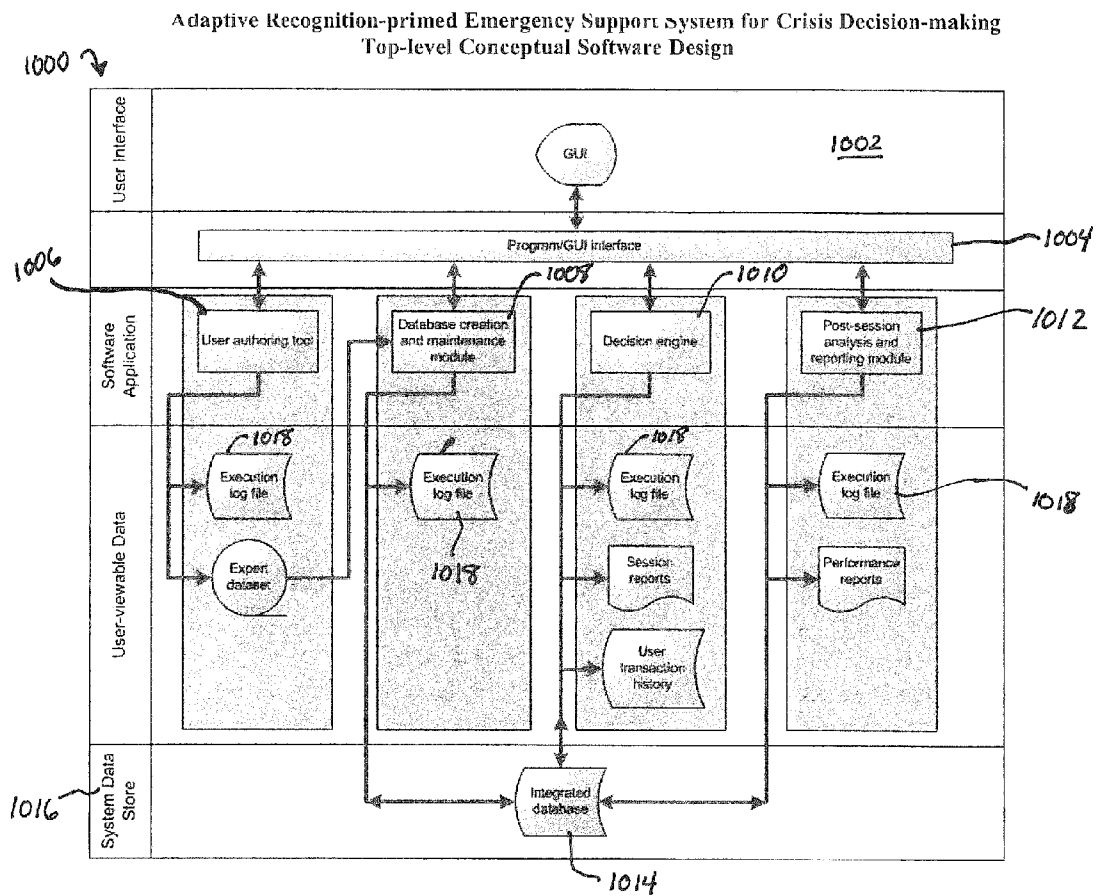 Adaptive Recognition-primed Emergency Support System for Crisis Decision-making
Top-level Conceptual Software Design
1000
User Interface
GUI
1002
Program/GUI interface
1004
1006
1008
1010
1012
Software
Application
User authoring tool
Database creation
and maintenance
module
Decision engine
Post-session
analysis and
reporting module
User-viewable Data
1018
Execution
log file
Execution
log file
1018
1018
Execution
log file
Execution
log file
1018
Expert
dataset
Session
reports
Performance
reports
User
transaction
history
System Data
Store
1016
Integrated
database
1014